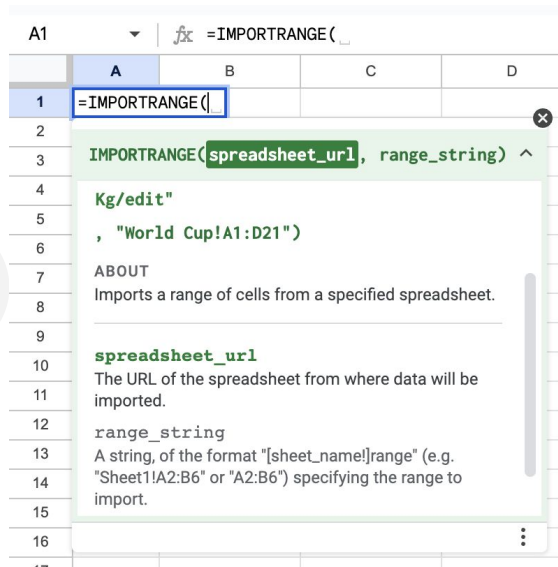 A1 fx =IMPORTRANGE(
A B C D
1 =IMPORTRANGE(
2
3 IMPORTRANGE(spreadsheet_url, range_string)
4 Kg/edit"
5 , "World Cup!A1:D21")
6
7 ABOUT
8 Imports a range of cells from a specified spreadsheet.
9
10 spreadsheet_url
The URL of the spreadsheet from where data will be
11 imported.
12 range_string
13 A string, of the format "[sheet_name!]range" (e.g.
14 "Sheet1!A2:B6" or "A2:B6") specifying the range to
import.
15
16